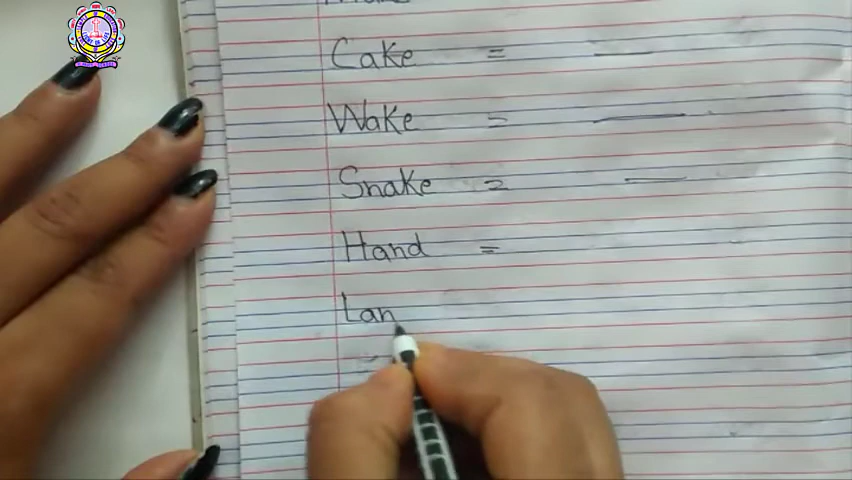 Cake = —
Wake = —
Snake = —
Hand =
Lan